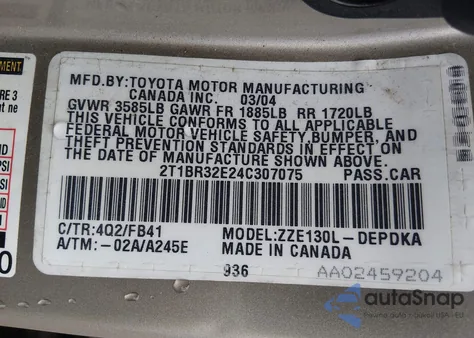 MENT
MFD.BY:TOYOTA MOTOR MANUFACTURING
CANADA INC. 03/04
GVWR 3585LB GAWR FR 1885LB RR 1720LB
THIS VEHICLE CONFORMS TO ALL APPLICABLE
FEDERAL MOTOR VEHICLE SAFETY, BUMPER, AND
THEFT PREVENTION STANDARDS IN EFFECT ON
THE DATE OF MANUFACTURE SHOWN ABOVE.
2T1BR32E24C307075 PASS.CAR
C/TR:4Q2/FB41 MODEL:ZZE130L-DEPDKA
A/TM:-02A/A245E MADE IN CANADA
936 AA02459204
autoSnap